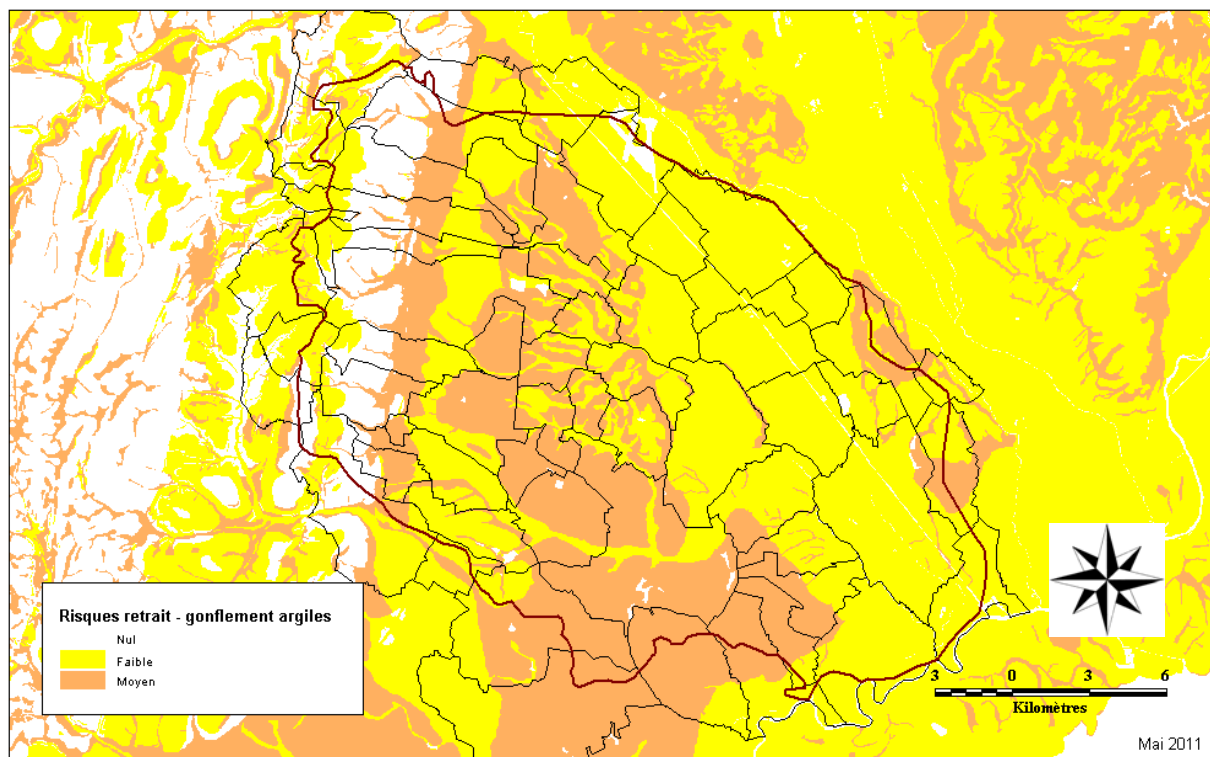 Risques retrait - gonflement argiles
Nul
Faible
Moyen
3 0 3 6
Kilomètres
Mai 2011